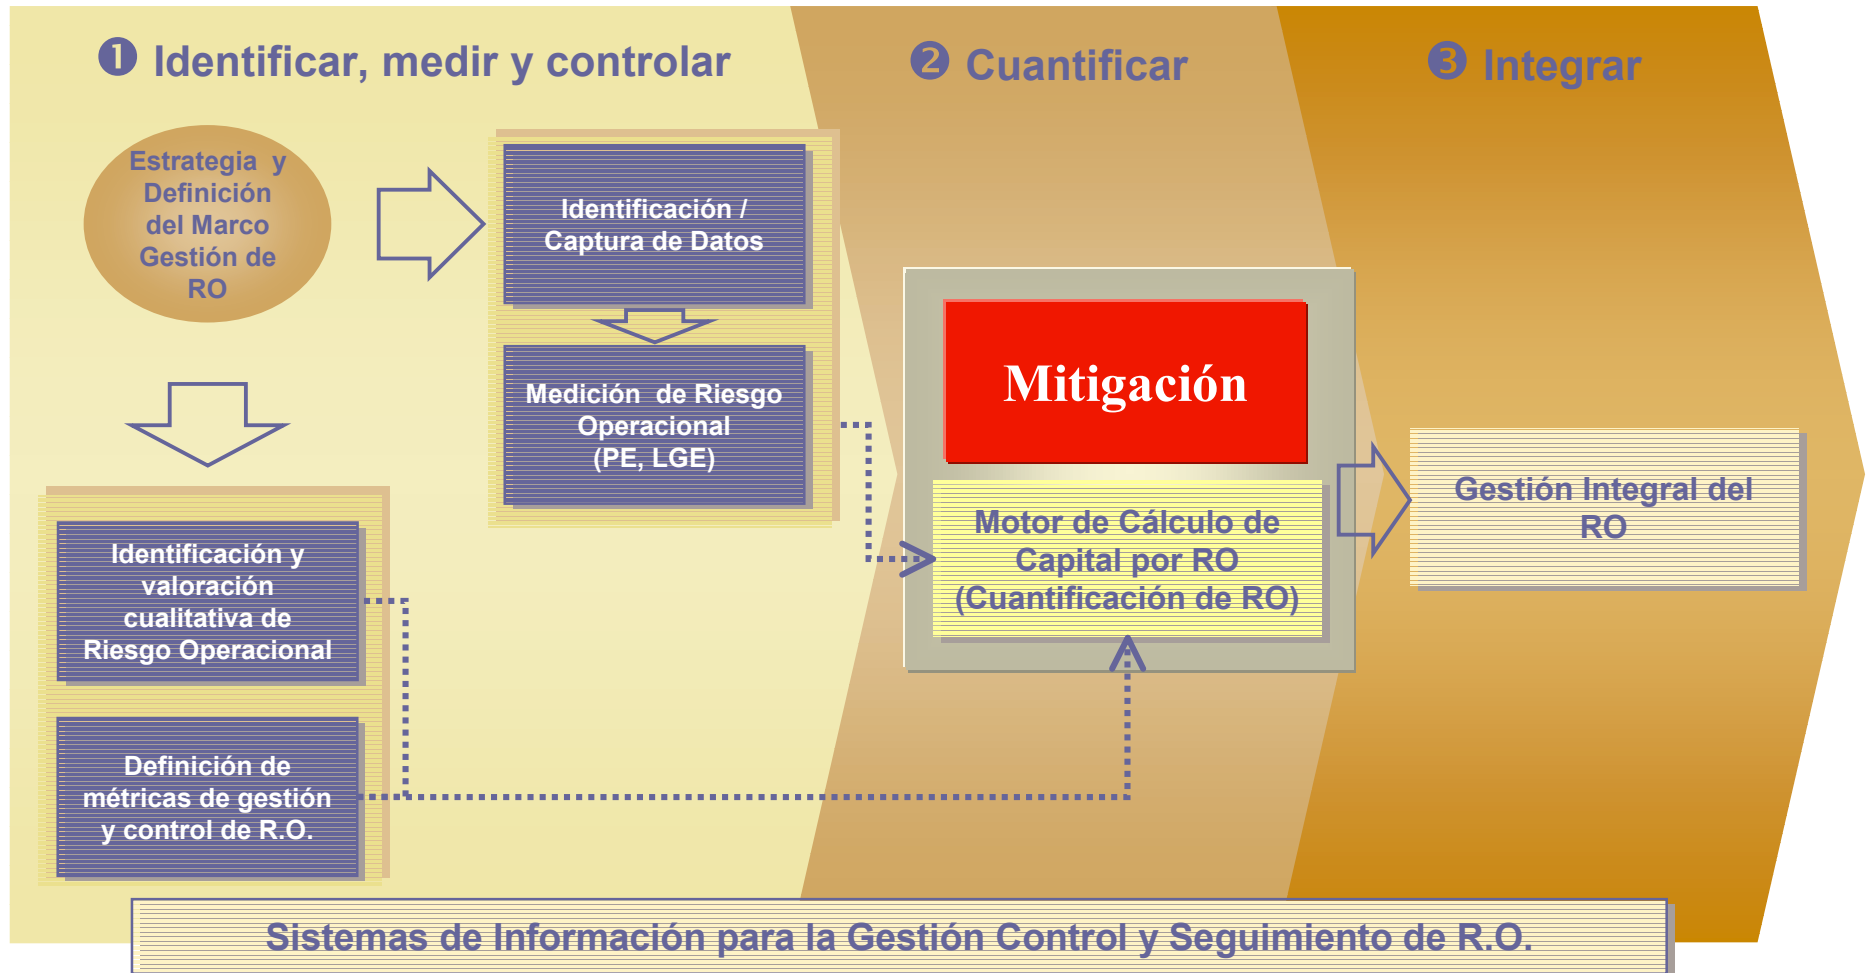 ❶ Identificar, medir y controlar
❷ Cuantificar
❸ Integrar
Estrategia y
Definición
del Marco
Gestión de
RO
Identificación /
Captura de Datos
Medición de Riesgo
Operacional
(PE, LGE)
Identificación y
valoración
cualitativa de
Riesgo Operacional
Definición de
métricas de gestión
y control de R.O.
Mitigación
Motor de Cálculo de
Capital por RO
(Cuantificación de RO)
Gestión Integral del
RO
Sistemas de Información para la Gestión Control y Seguimiento de R.O.